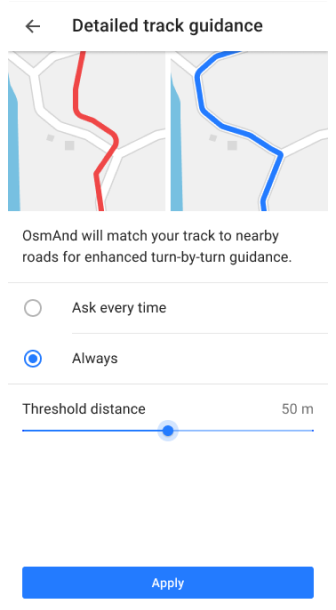 Detailed track guidance
OsmAnd will match your track to nearby
roads for enhanced turn-by-turn guidance.
Ask every time
Always
Threshold distance 50 m
Apply